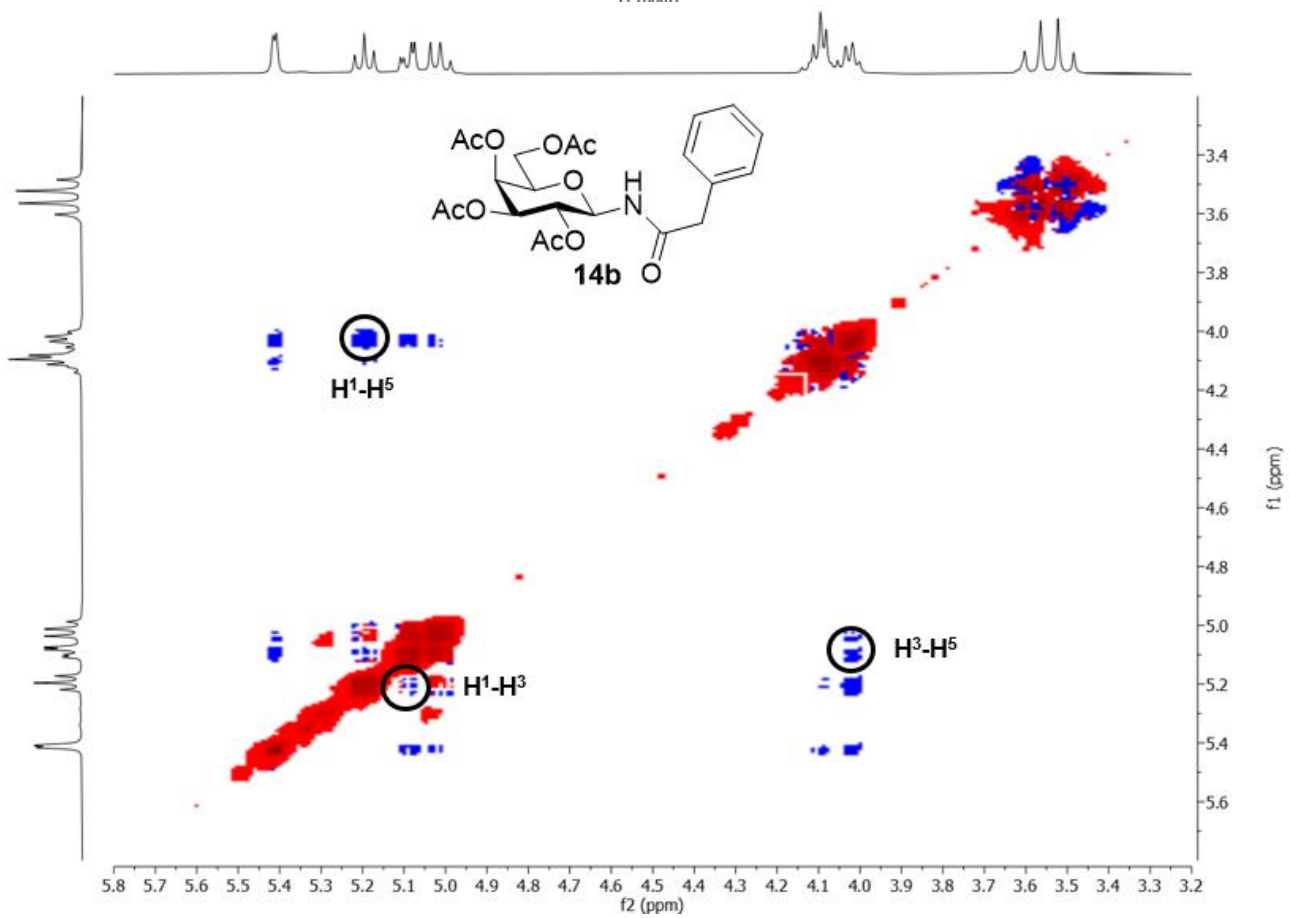 AcO
OAc
O
H
N
AcO
AcO
O
14b
H¹-H⁵
H³-H⁵
H¹-H³
3.4
3.6
3.8
4.0
4.2
4.4
4.6
4.8
5.0
5.2
5.4
5.6
f1 (ppm)
5.8 5.7 5.6 5.5 5.4 5.3 5.2 5.1 5.0 4.9 4.8 4.7 4.6 4.5 4.4 4.3 4.2 4.1 4.0 3.9 3.8 3.7 3.6 3.5 3.4 3.3 3.2
f2 (ppm)